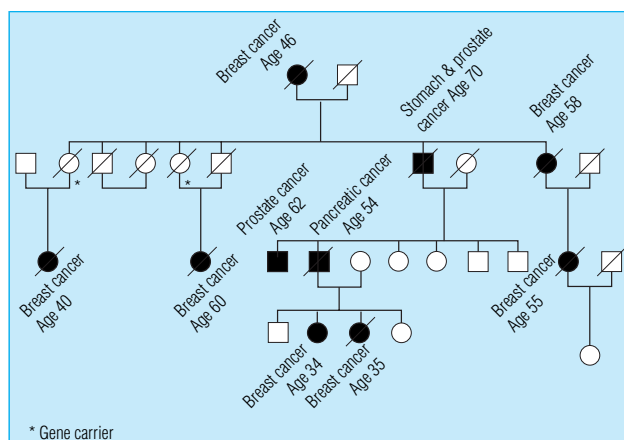 Breast cancer
Age 46
Stomach & prostate
cancer Age 70
Breast cancer
Age 58
*
*
Prostate cancer
Age 62
Pancreatic cancer
Age 54
Breast cancer
Age 40
Breast cancer
Age 60
Breast cancer
Age 55
Breast cancer
Age 34
Breast cancer
Age 35
* Gene carrier